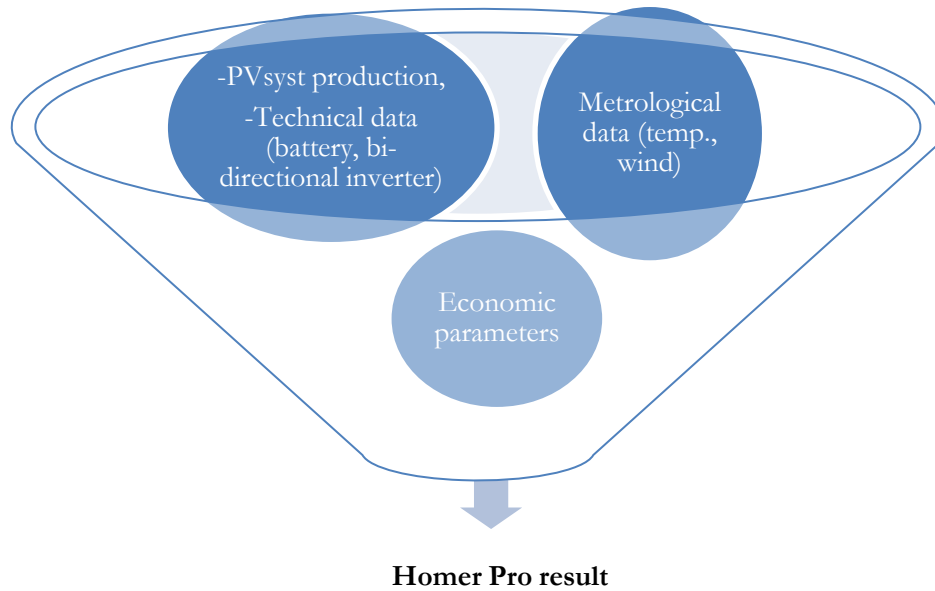 -PVsyst production,
-Technical data
(battery, bi-
directional inverter)
Metrological
data (temp.,
wind)
Economic
parameters
Homer Pro result